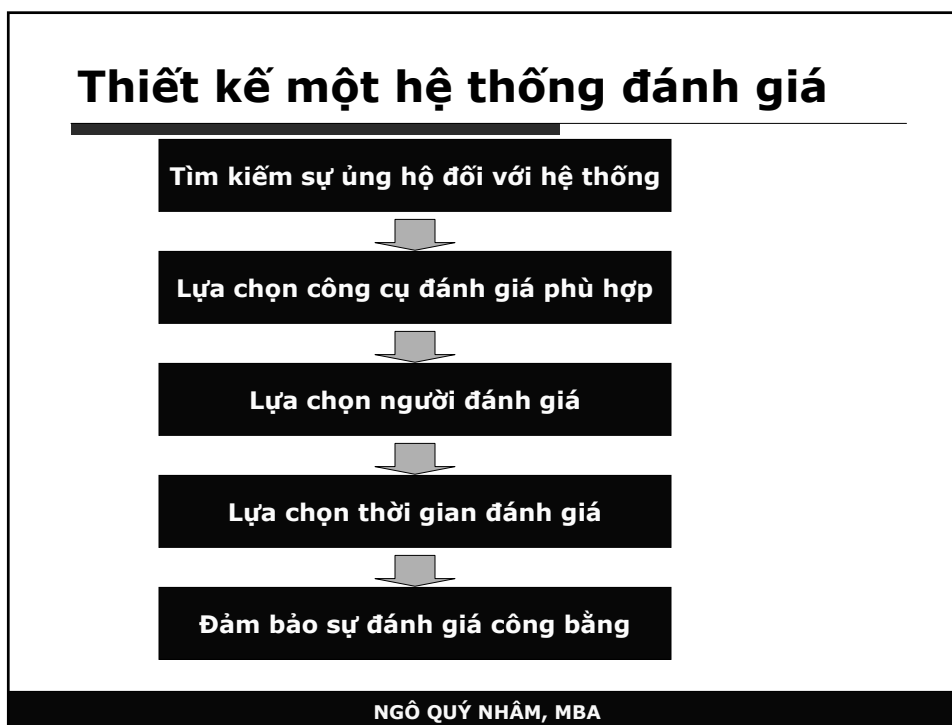 Thiết kế một hệ thống đánh giá
Tìm kiếm sự ủng hộ đối với hệ thống
Lựa chọn công cụ đánh giá phù hợp
Lựa chọn người đánh giá
Lựa chọn thời gian đánh giá
Đảm bảo sự đánh giá công bằng
NGÔ QUÝ NHÂM, MBA